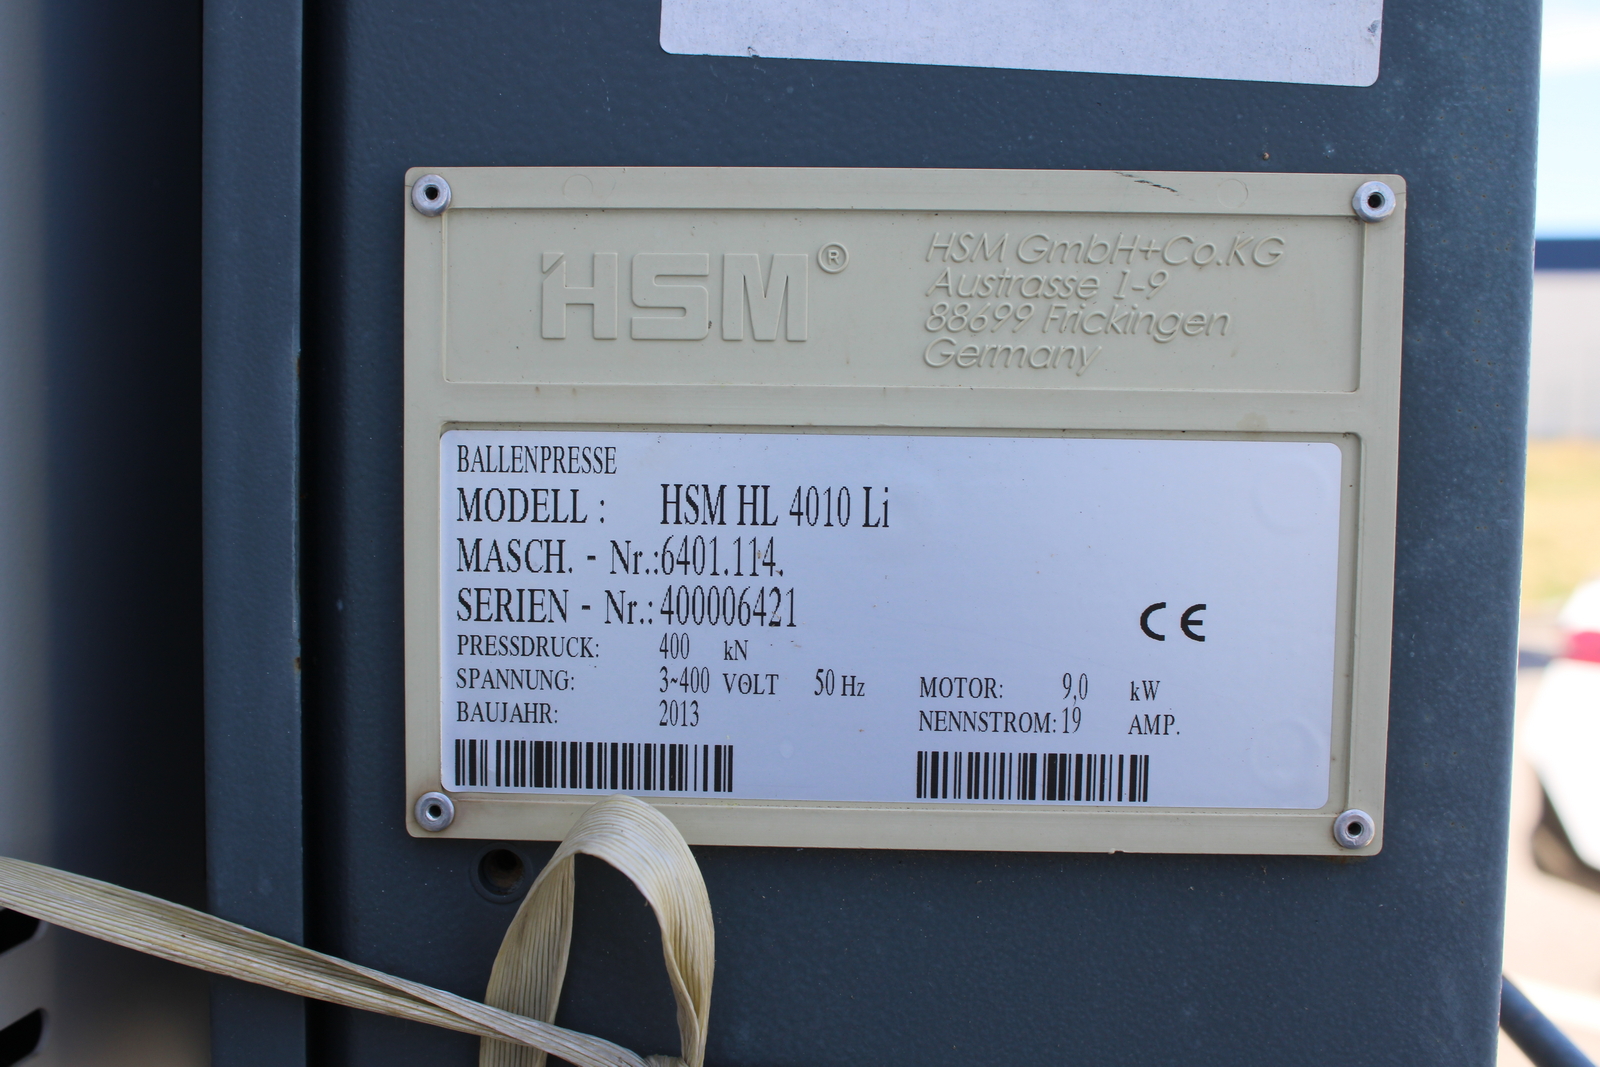 HSM®
HSM GmbH+Co.KG
Austrasse 1-9
88699 Frickingen
Germany
BALLENPRESSE
MODELL : HSM HL 4010 Li
MASCH. - Nr.:6401.114.
SERIEN - Nr.: 400006421
PRESSDRUCK: 400 kN
SPANNUNG: 3~400 VOLT 50 Hz MOTOR: 9,0 kW
BAUJAHR: 2013 NENNSTROM: 19 AMP.
CE